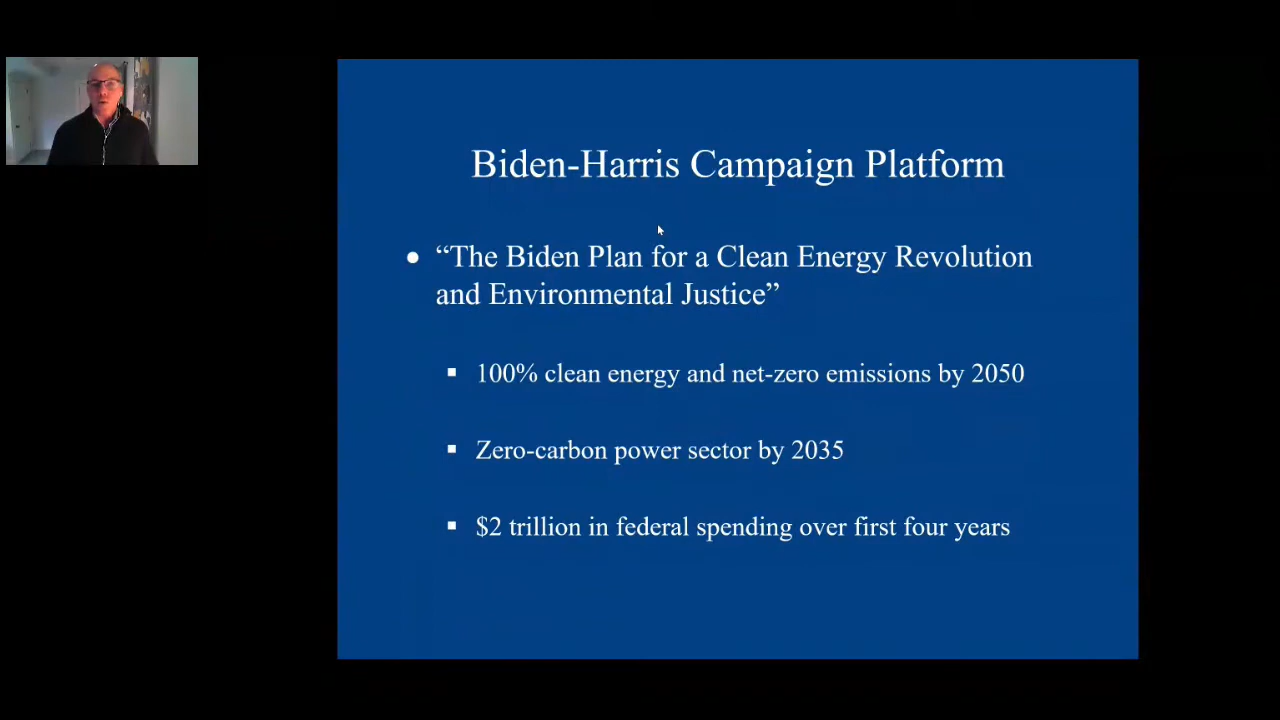 Biden-Harris Campaign Platform
• “The Biden Plan for a Clean Energy Revolution
and Environmental Justice”
▪ 100% clean energy and net-zero emissions by 2050
▪ Zero-carbon power sector by 2035
▪ $2 trillion in federal spending over first four years